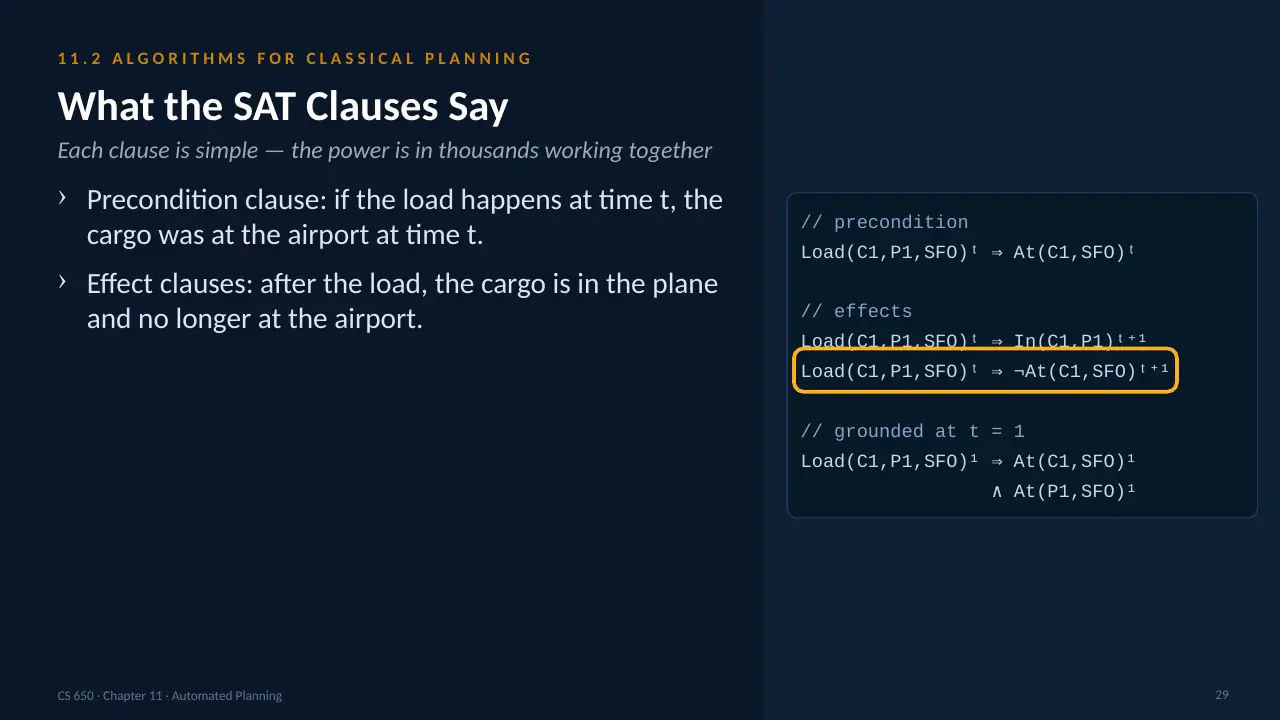 11.2 ALGORITHMS FOR CLASSICAL PLANNING
What the SAT Clauses Say
Each clause is simple — the power is in thousands working together
› Precondition clause: if the load happens at time t, the
cargo was at the airport at time t.
› Effect clauses: after the load, the cargo is in the plane
and no longer at the airport.
// precondition
Load(C1,P1,SFO)ᵗ ⇒ At(C1,SFO)ᵗ
// effects
Load(C1,P1,SFO)ᵗ ⇒ In(C1,P1)ᵗ⁺¹
Load(C1,P1,SFO)ᵗ ⇒ ¬At(C1,SFO)ᵗ⁺¹
// grounded at t = 1
Load(C1,P1,SFO)¹ ⇒ At(C1,SFO)¹
∧ At(P1,SFO)¹
CS 650 · Chapter 11 · Automated Planning
29